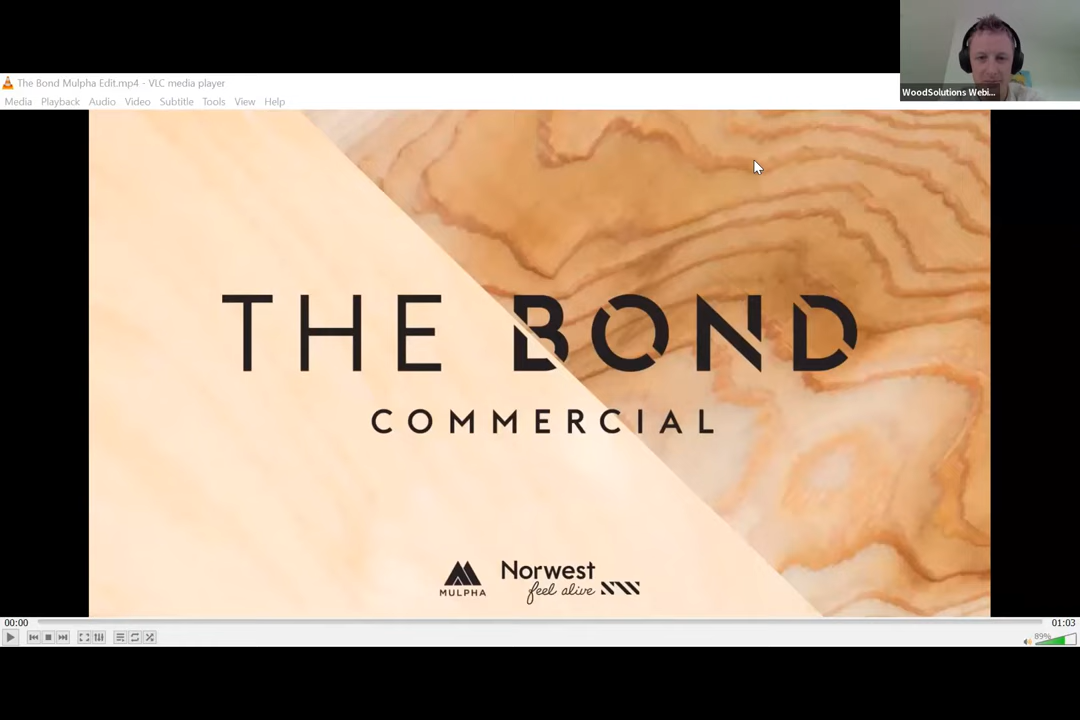 The Bond Mulpha Edit.mp4 - VLC media player
WoodSolutions Webi...
Media Playback Audio Video Subtitle Tools View Help
THE BOND
COMMERCIAL
MULPHA
Norwest
feel alive
00:00
01:03
89%